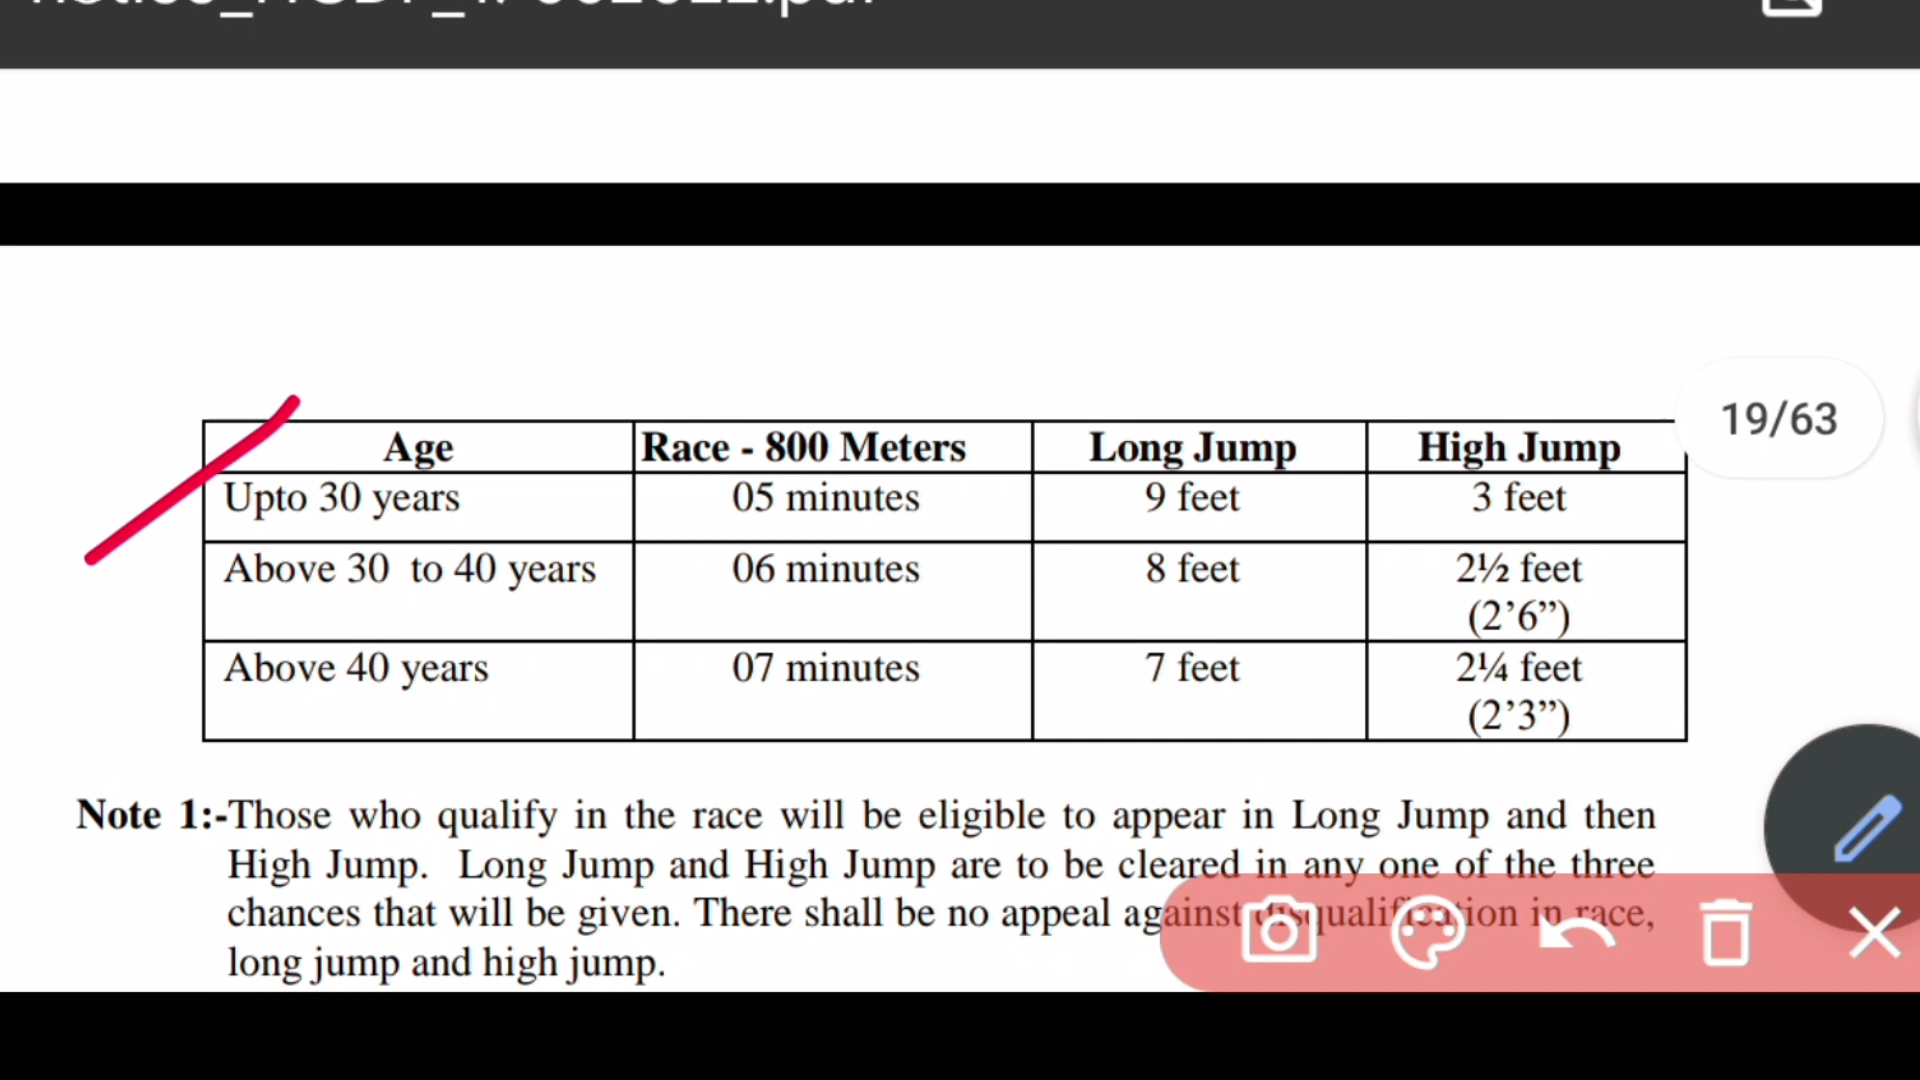 19/63
Age Race - 800 Meters Long Jump High Jump
Upto 30 years 05 minutes 9 feet 3 feet
Above 30 to 40 years 06 minutes 8 feet 2½ feet
(2’6”)
Above 40 years 07 minutes 7 feet 2¼ feet
(2’3”)
Note 1:-Those who qualify in the race will be eligible to appear in Long Jump and then
High Jump. Long Jump and High Jump are to be cleared in any one of the three
chances that will be given. There shall be no appeal against disqualification in race,
long jump and high jump.